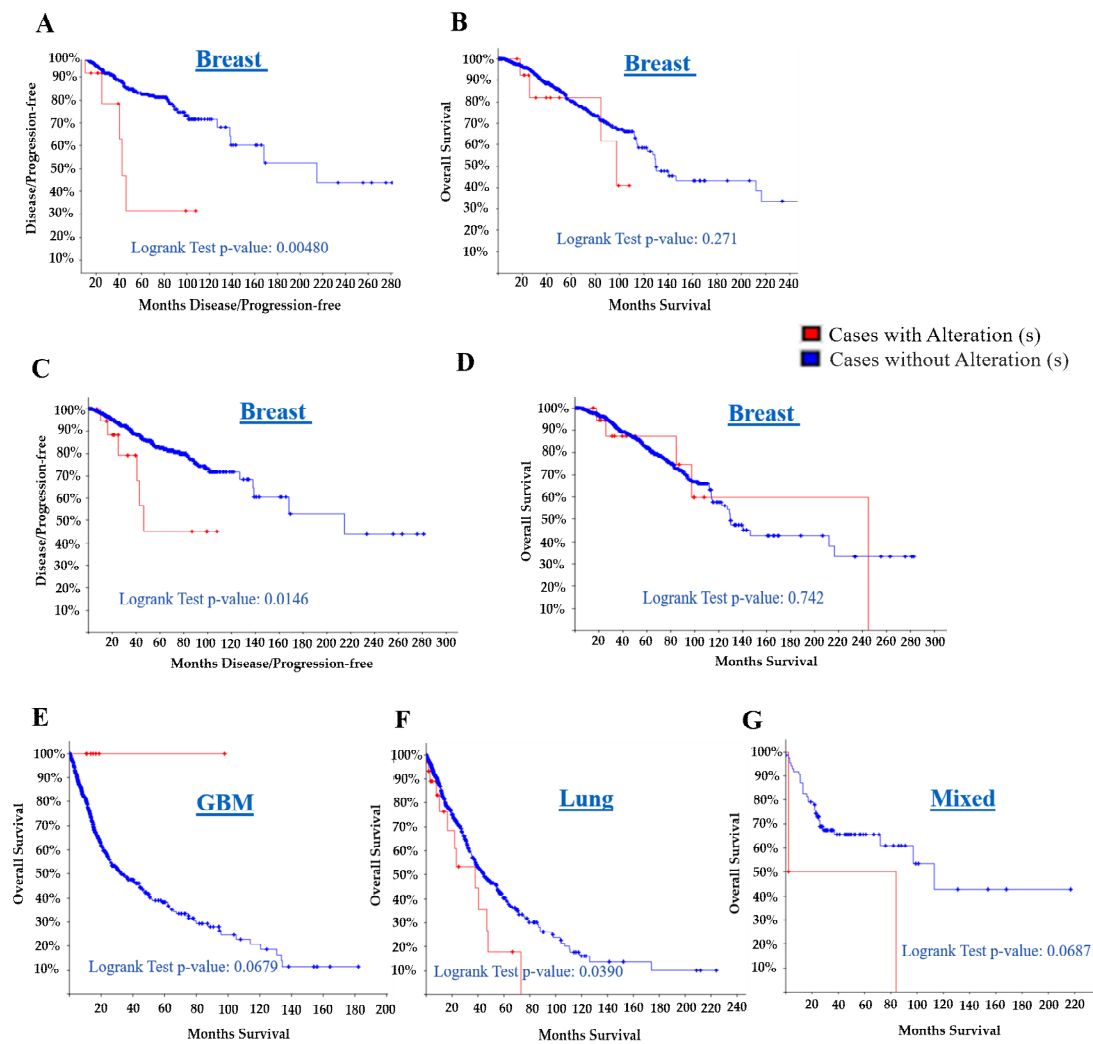 A
Breast
100%
90%
80%
70%
60%
50%
40%
30%
20%
10%
Disease/Progression-free
Logrank Test p-value: 0.00480
20 40 60 80 100 120 140 160 180 200 220 240 260 280
Months Disease/Progression-free
B
Breast
100%
90%
80%
70%
60%
50%
40%
30%
20%
10%
Overall Survival
Logrank Test p-value: 0.271
20 40 60 80 100 120 140 160 180 200 220 240
Months Survival
Cases with Alteration (s)
Cases without Alteration (s)
C
Breast
100%
90%
80%
70%
60%
50%
40%
30%
20%
10%
Disease/Progression-free
Logrank Test p-value: 0.0146
20 40 60 80 100 120 140 160 180 200 220 240 260 280 300
Months Disease/Progression-free
D
Breast
100%
90%
80%
70%
60%
50%
40%
30%
20%
10%
Overall Survival
Logrank Test p-value: 0.742
20 40 60 80 100 120 140 160 180 200 220 240 260 280 300
Months Survival
E
GBM
100%
90%
80%
70%
60%
50%
40%
30%
20%
10%
Overall Survival
Logrank Test p-value: 0.0679
20 40 60 80 100 120 140 160 180 200
Months Survival
F
Lung
100%
90%
80%
70%
60%
50%
40%
30%
20%
10%
Overall Survival
Logrank Test p-value: 0.0390
20 40 60 80 100 120 140 160 180 200 220 240
Months Survival
G
Mixed
100%
90%
80%
70%
60%
50%
40%
30%
20%
10%
Overall Survival
Logrank Test p-value: 0.0687
20 40 60 80 100 120 140 160 180 200 220
Months Survival